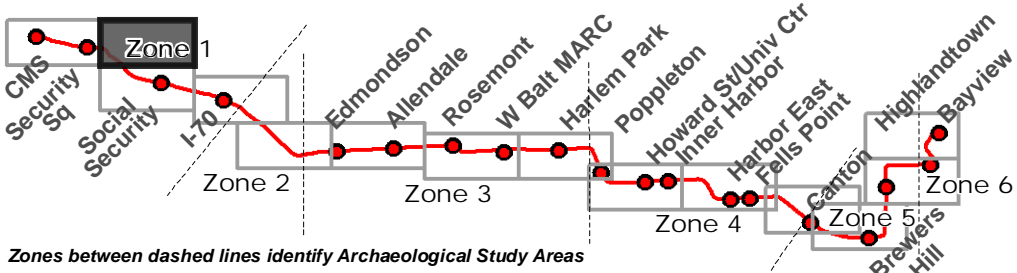 CMS
Security
Sq
Social
Security
I-70
Edmondson
Allendale
Rosemont
W Balt MARC
Harlem Park
Poppleton
Howard St/Univ Ctr
Inner Harbor
Harbor East
Fells Point
Canton
Brewers
Hill
Highlandtown
Bayview
Zone 1
Zone 2
Zone 3
Zone 4
Zone 5
Zone 6
Zones between dashed lines identify Archaeological Study Areas